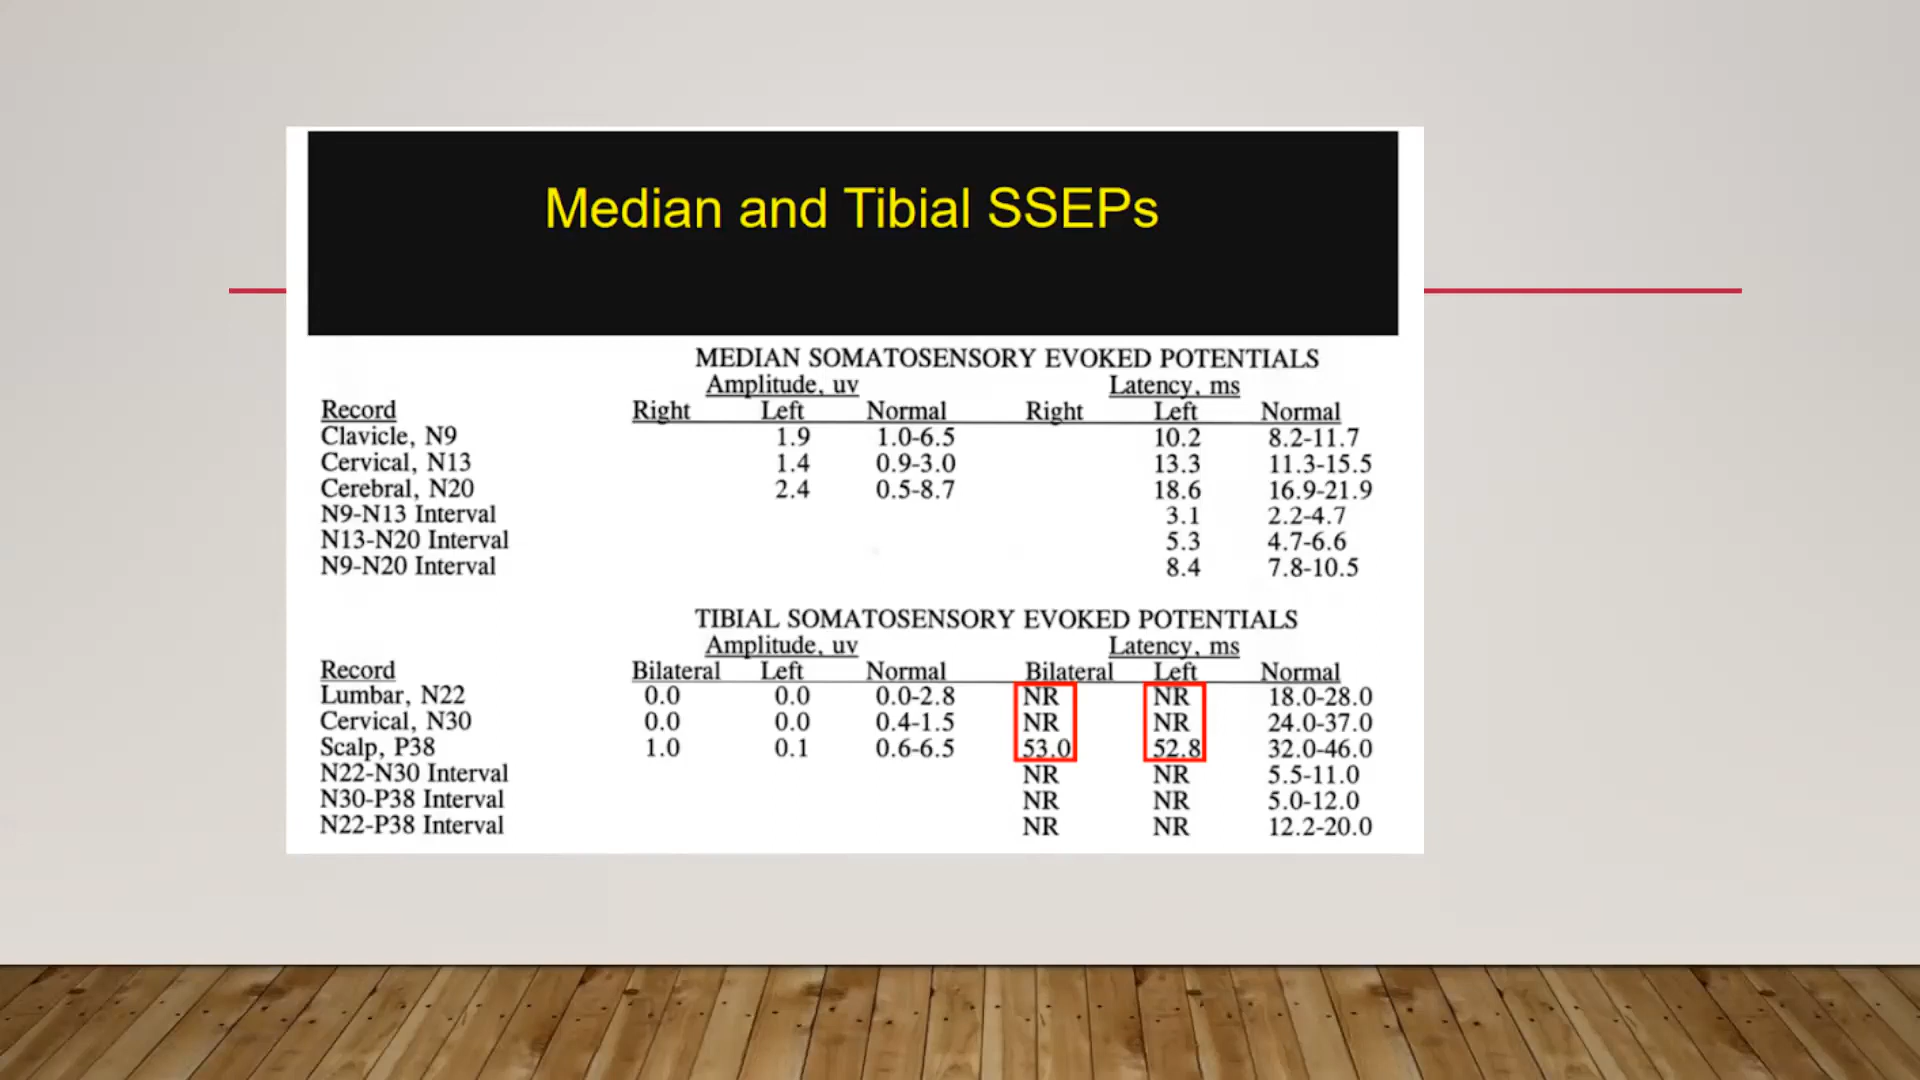 Median and Tibial SSEPs
MEDIAN SOMATOSENSORY EVOKED POTENTIALS
Amplitude, uv Latency, ms
Record Right Left Normal Right Left Normal
Clavicle, N9 1.9 1.0-6.5 10.2 8.2-11.7
Cervical, N13 1.4 0.9-3.0 13.3 11.3-15.5
Cerebral, N20 2.4 0.5-8.7 18.6 16.9-21.9
N9-N13 Interval 3.1 2.2-4.7
N13-N20 Interval 5.3 4.7-6.6
N9-N20 Interval 8.4 7.8-10.5
TIBIAL SOMATOSENSORY EVOKED POTENTIALS
Amplitude, uv Latency, ms
Record Bilateral Left Normal Bilateral Left Normal
Lumbar, N22 0.0 0.0 0.0-2.8 NR NR 18.0-28.0
Cervical, N30 0.0 0.0 0.4-1.5 NR NR 24.0-37.0
Scalp, P38 1.0 0.1 0.6-6.5 53.0 52.8 32.0-46.0
N22-N30 Interval NR NR 5.5-11.0
N30-P38 Interval NR NR 5.0-12.0
N22-P38 Interval NR NR 12.2-20.0